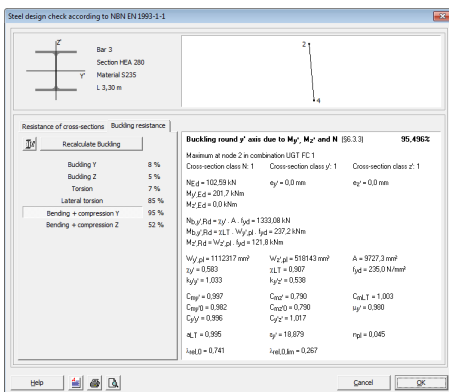 Steel design check according to NBN EN 1993-1-1
Z'
Y'
Bar 3
Section HEA 280
Material S235
L 3,30 m
2
4
Resistance of cross-sections Buckling resistance
Recalculate Buckling
Buckling Y 8 %
Buckling Z 5 %
Torsion 7 %
Lateral torsion 85 %
Bending + compression Y 95 %
Bending + compression Z 52 %
Buckling round y' axis due to My', Mz' and N (§6.3.3) 95,496%
Maximum at node 2 in combination UGT FC 1
Cross-section class N: 1 Cross-section class y': 1 Cross-section class z': 1
NEd = 102,59 kN ey' = 0,0 mm ez' = 0,0 mm
My',Ed = 201,7 kNm
Mz',Ed = 0,0 kNm
Nb,y',Rd = χy' . A . fyd = 1333,08 kN
Mb,y',Rd = χLT . Wy',pl . fyd = 237,2 kNm
Mz',Rd = Wz',pl . fyd = 121,8 kNm
Wy',pl = 1112317 mm³ Wz',pl = 518143 mm³ A = 9727,3 mm²
χy' = 0,583 χLT = 0,907 fyd = 235,0 N/mm²
ky'y' = 1,033 ky'z' = 0,538
Cmy' = 0,997 Cmz' = 0,790 CmLT = 1,003
Cmy'0 = 0,982 Cmz'0 = 0,790 μy' = 0,980
Cy'y' = 0,996 Cy'z' = 1,017
aLT = 0,995 εy' = 18,879 npl = 0,045
λrel,0 = 0,741 λrel,0,lim = 0,267
Help Cancel OK